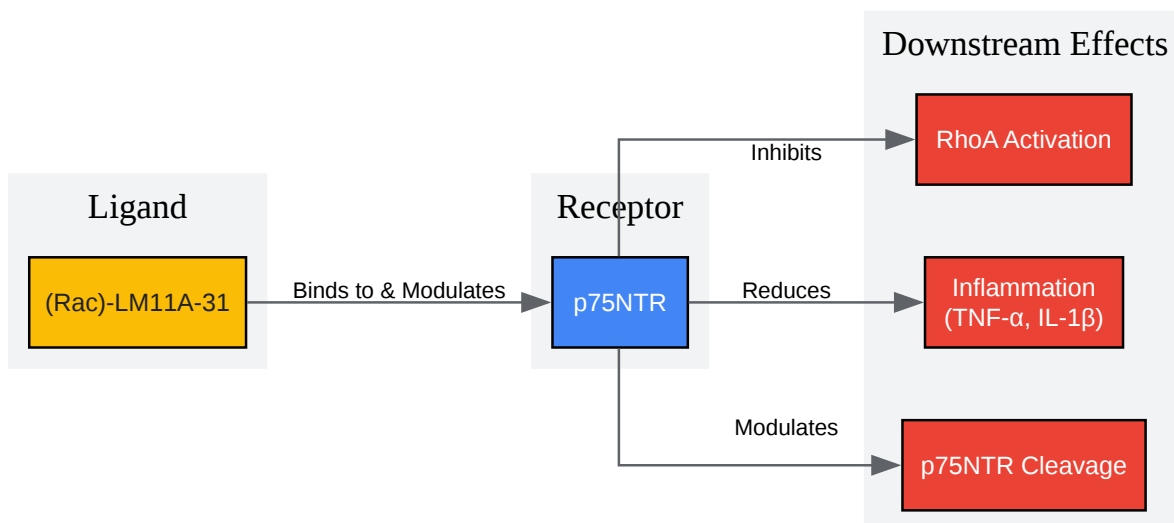 Ligand
(Rac)-LM11A-31
Binds to & Modulates
Receptor
p75NTR
Inhibits
Reduces
Modulates
Downstream Effects
RhoA Activation
Inflammation
(TNF-α, IL-1β)
p75NTR Cleavage